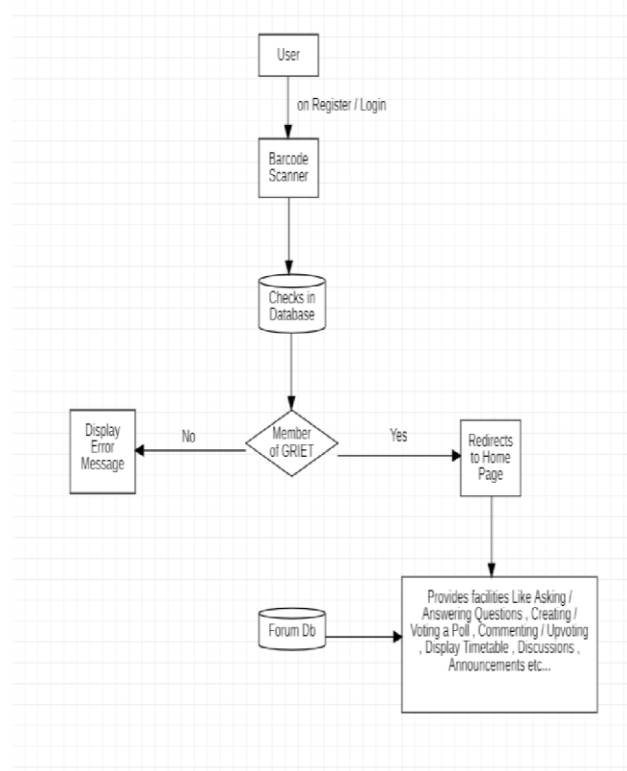 User
on Register / Login
Barcode
Scanner
Checks in
Database
Member
of GRIET
No
Yes
Display
Error
Message
Redirects
to Home
Page
Provides facilities Like Asking /
Answering Questions , Creating /
Voting a Poll , Commenting / Upvoting
, Display Timetable , Discussions ,
Announcements etc...
Forum Db